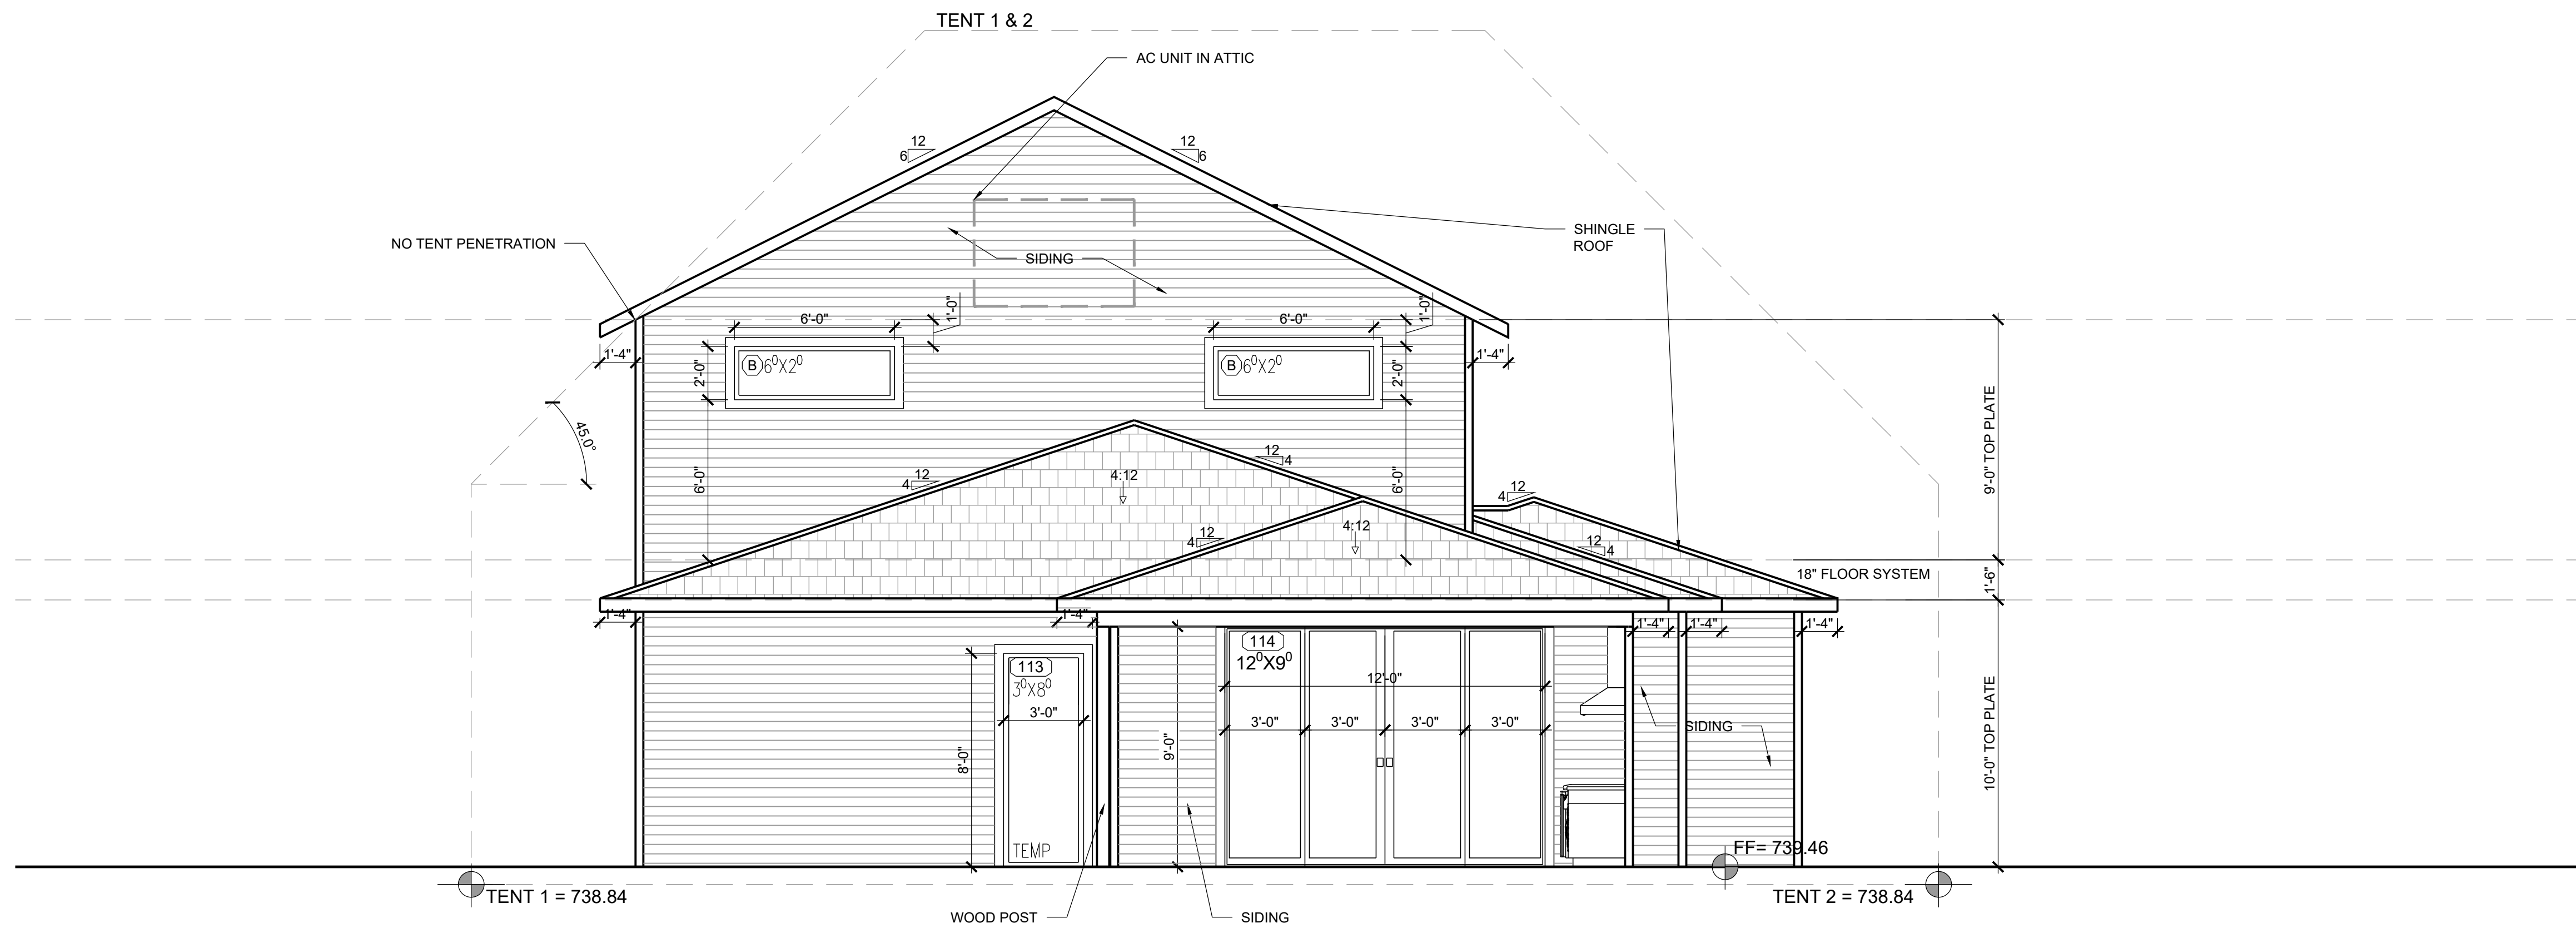 TENT 1 & 2
AC UNIT IN ATTIC
12
6
12
6
NO TENT PENETRATION
SHINGLE
ROOF
SIDING
6'-0"
1'-0"
6'-0"
1'-0"
1'-4"
2'-0"
B 6⁰X2⁰
B 6⁰X2⁰
2'-0"
1'-4"
45.0°
9'-0" TOP PLATE
12
4
4:12
12
4
6'-0"
6'-0"
12
4
12
4
4:12
12
4
18" FLOOR SYSTEM
1'-6"
1'-4"
1'-4"
1'-4"
1'-4"
1'-4"
113
3⁰X8⁰
3'-0"
8'-0"
TEMP
9'-0"
114
12⁰X9⁰
12'-0"
3'-0"
3'-0"
3'-0"
3'-0"
SIDING
10'-0" TOP PLATE
FF= 739.46
TENT 1 = 738.84
TENT 2 = 738.84
WOOD POST
SIDING